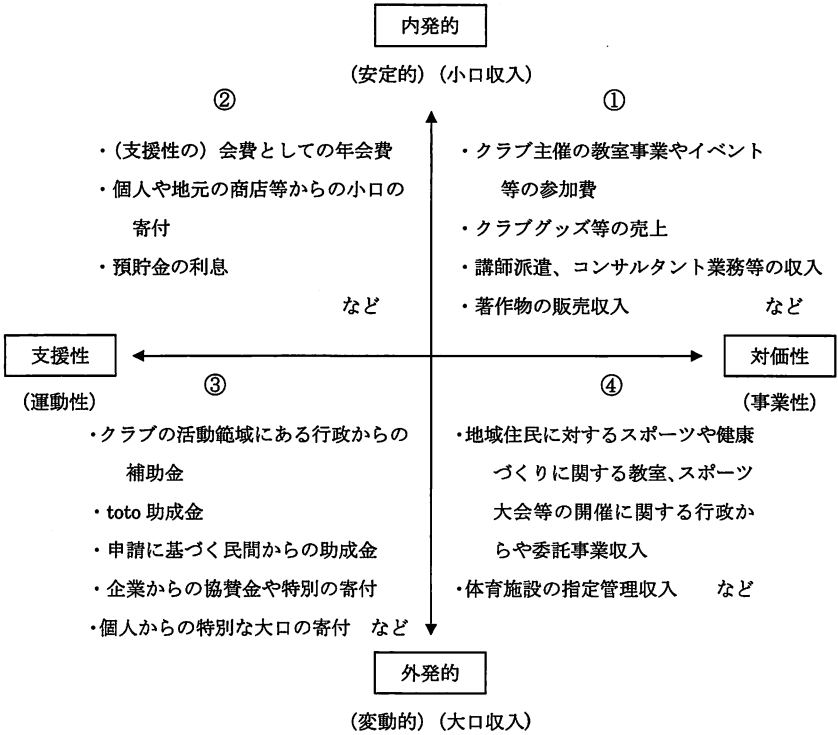 内発的
(安定的)(小口収入)
②
①
・(支援性の)会費としての年会費
・個人や地元の商店等からの小口の
寄付
・預貯金の利息
など
・クラブ主催の教室事業やイベント
等の参加費
・クラブグッズ等の売上
・講師派遣、コンサルタント業務等の収入
・著作物の販売収入 など
支援性
(運動性)
対価性
(事業性)
③
④
・クラブの活動範域にある行政からの
補助金
・toto 助成金
・申請に基づく民間からの助成金
・企業からの協賛金や特別の寄付
・個人からの特別な大口の寄付 など
・地域住民に対するスポーツや健康
づくりに関する教室、スポーツ
大会等の開催に関する行政か
らや委託事業収入
・体育施設の指定管理収入 など
外発的
(変動的)(大口収入)